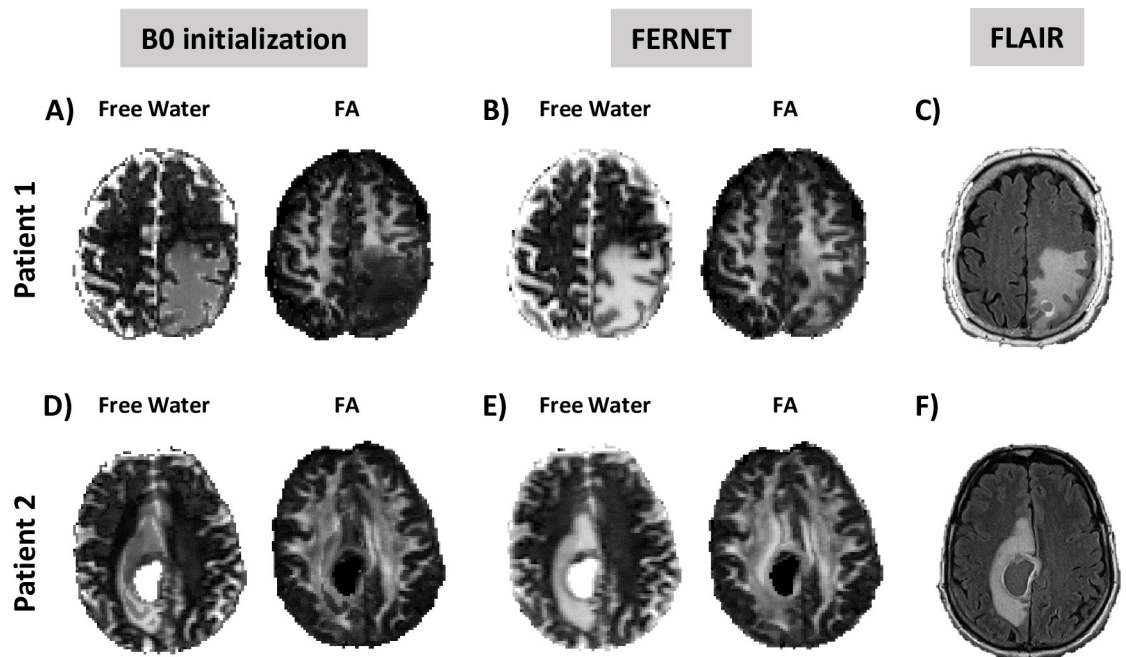 B0 initialization FERNET FLAIR
A) Free Water FA B) Free Water FA C)
Patient 1
D) Free Water FA E) Free Water FA F)
Patient 2